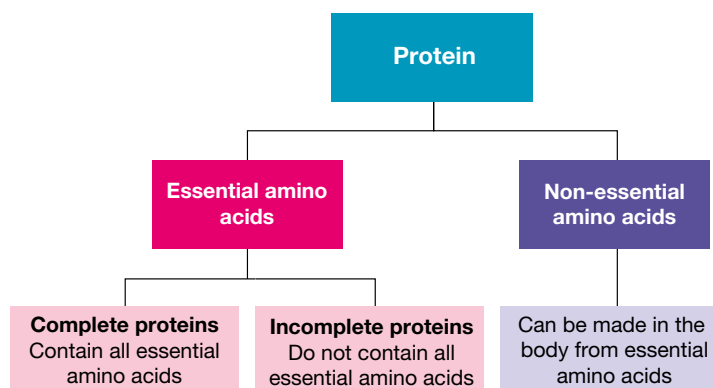 Protein
Essential amino
acids
Non-essential
amino acids
Complete proteins
Contain all essential
amino acids
Incomplete proteins
Do not contain all
essential amino acids
Can be made in the
body from essential
amino acids